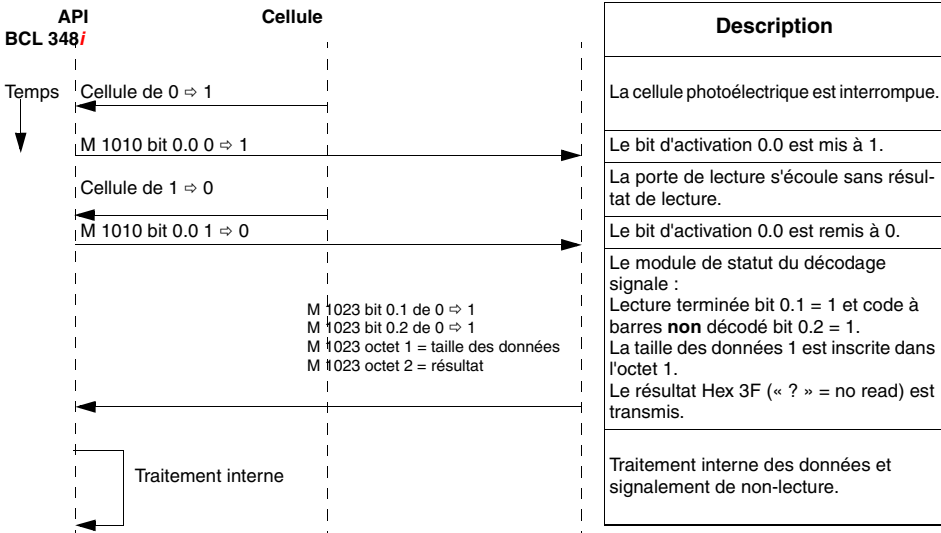 API
Cellule
BCL 348i
Description
Temps
Cellule de 0 ⇨ 1
La cellule photoélectrique est interrompue.
M 1010 bit 0.0 0 ⇨ 1
Le bit d'activation 0.0 est mis à 1.
Cellule de 1 ⇨ 0
La porte de lecture s'écoule sans résul-
tat de lecture.
M 1010 bit 0.0 1 ⇨ 0
Le bit d'activation 0.0 est remis à 0.
M 1023 bit 0.1 de 0 ⇨ 1
M 1023 bit 0.2 de 0 ⇨ 1
M 1023 octet 1 = taille des données
M 1023 octet 2 = résultat
Le module de statut du décodage
signale :
Lecture terminée bit 0.1 = 1 et code à
barres non décodé bit 0.2 = 1.
La taille des données 1 est inscrite dans
l'octet 1.
Le résultat Hex 3F (« ? » = no read) est
transmis.
Traitement interne
Traitement interne des données et
signalement de non-lecture.